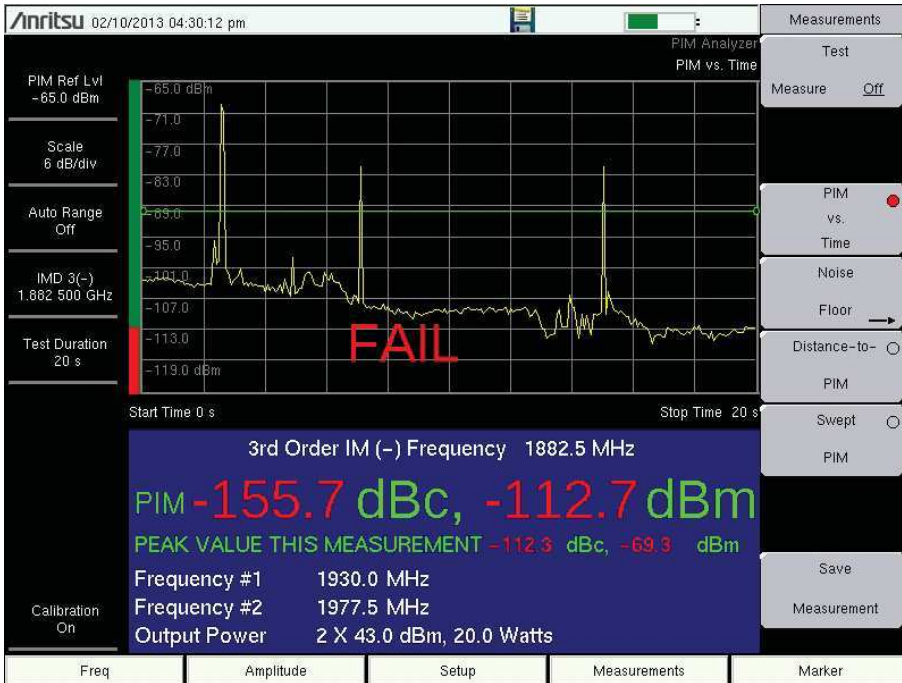 Anritsu 02/10/2013 04:30:12 pm
Measurements
PIM Analyzer
PIM vs. Time
PIM Ref Lvl
-65.0 dBm
Scale
6 dB/div
Auto Range
Off
IMD 3(-)
1.882 500 GHz
Test Duration
20 s
Calibration
On
-65.0 dBm
-71.0
-77.0
-83.0
-89.0
-95.0
-101.0
-107.0
-113.0
-119.0 dBm
FAIL
Start Time 0 s
Stop Time 20 s
3rd Order IM (-) Frequency 1882.5 MHz
PIM -155.7 dBc, -112.7 dBm
PEAK VALUE THIS MEASUREMENT -112.3 dBc, -69.3 dBm
Frequency #1 1930.0 MHz
Frequency #2 1977.5 MHz
Output Power 2 X 43.0 dBm, 20.0 Watts
Test
Measure Off
PIM
vs.
Time
Noise
Floor
Distance-to-
PIM
Swept
PIM
Save
Measurement
Freq
Amplitude
Setup
Measurements
Marker